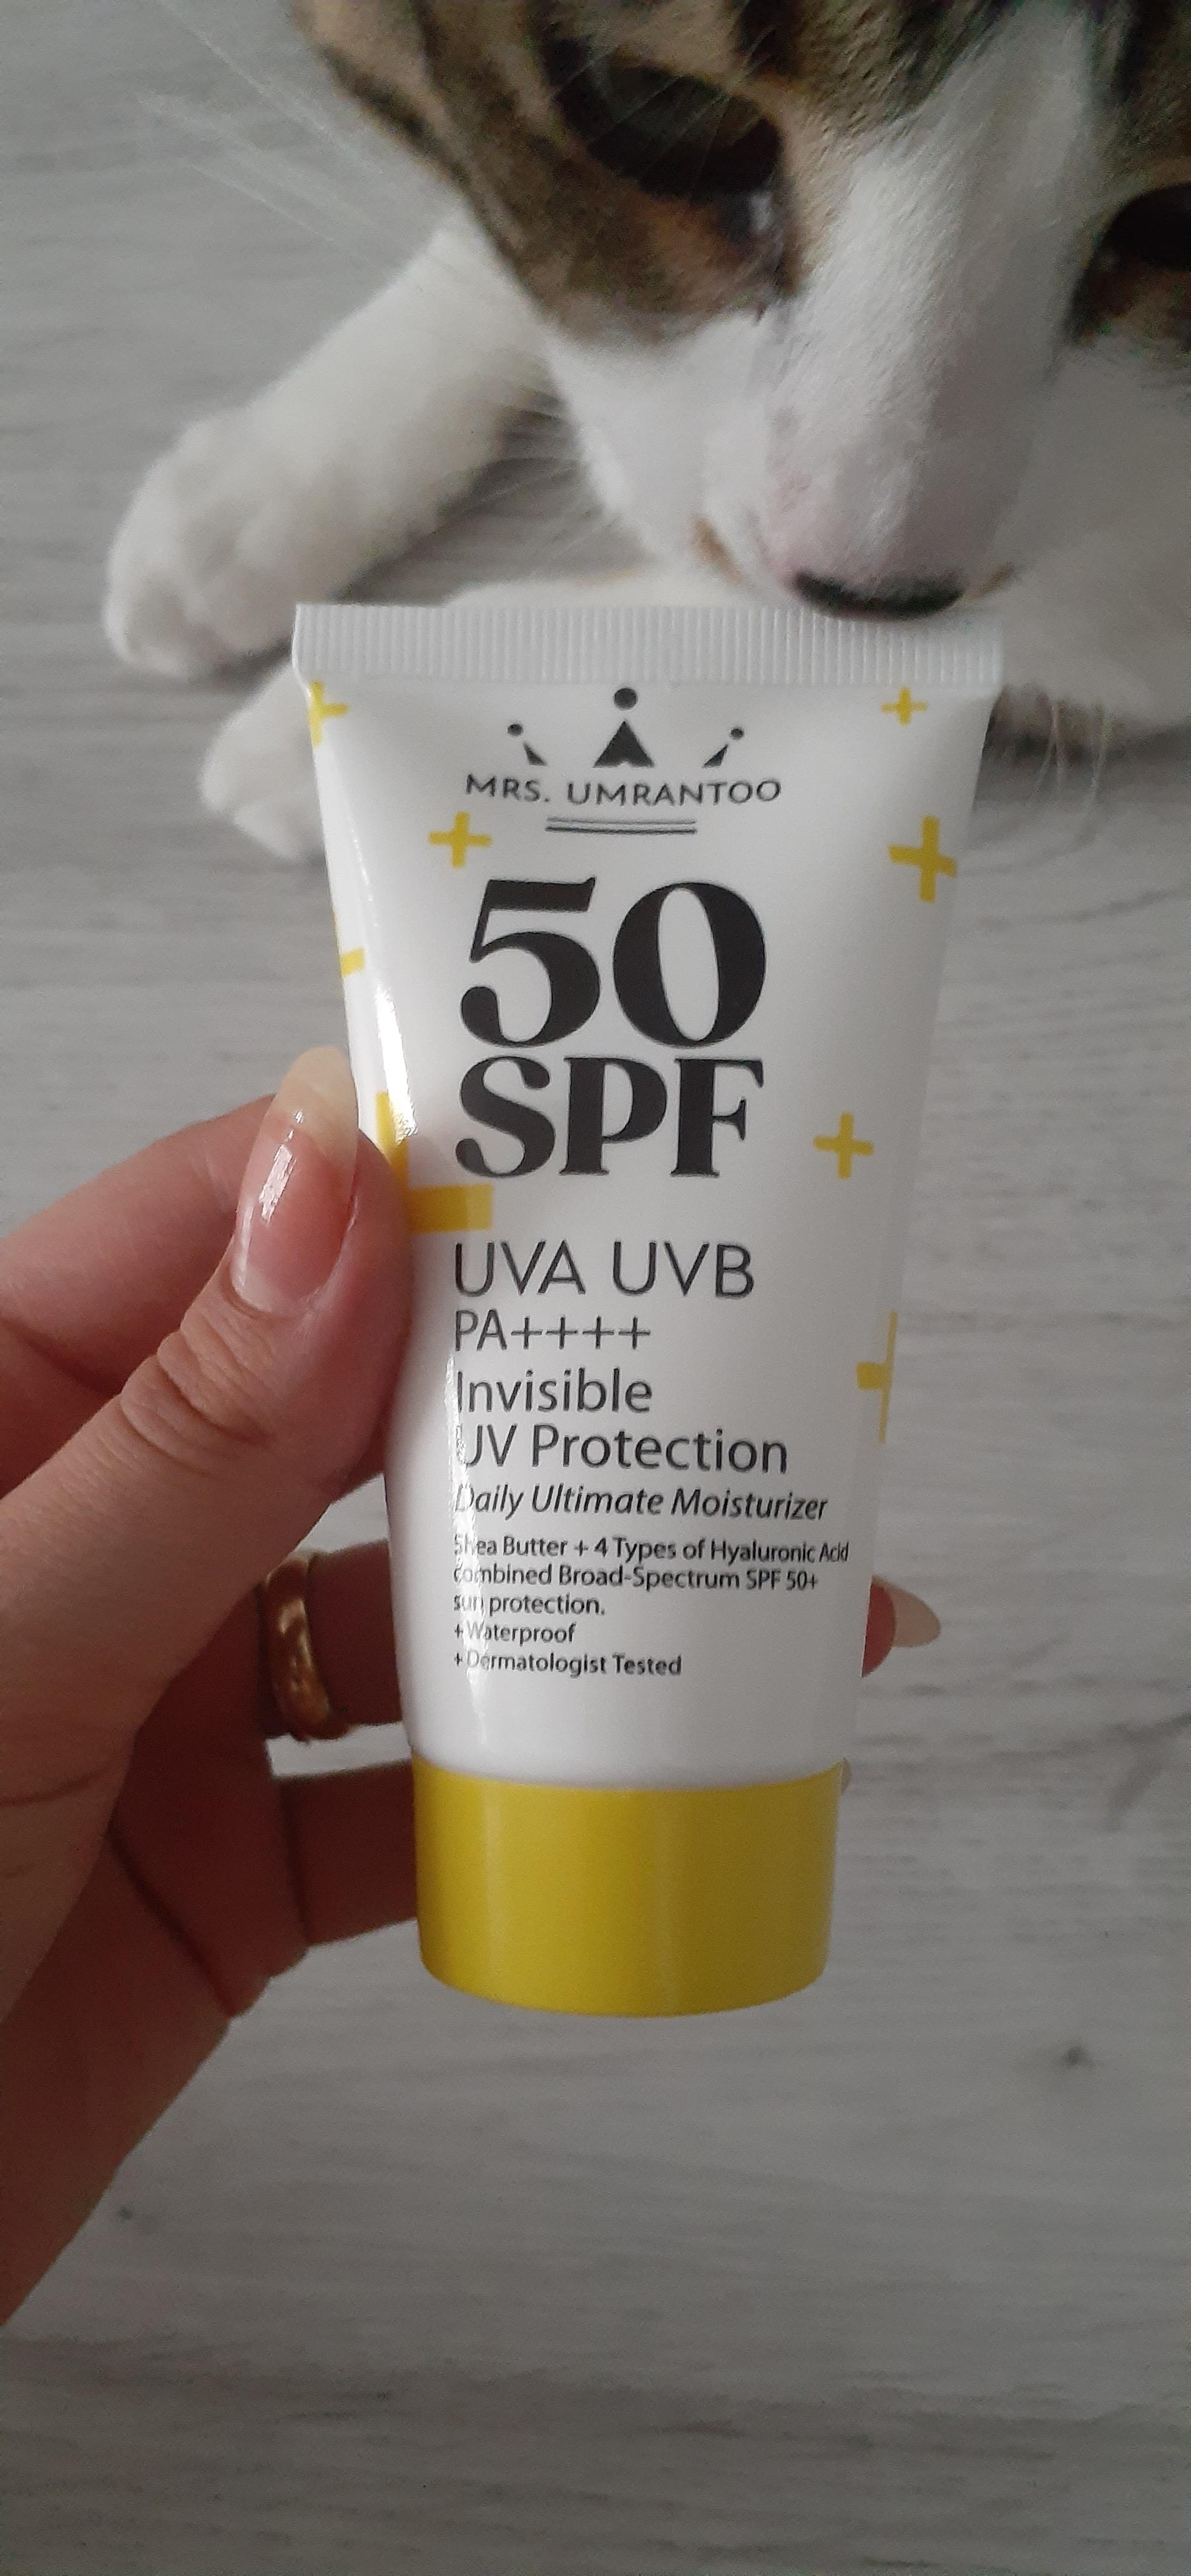 MRS. UMRANTOO
50
SPF
UVA UVB
PA++++
Invisible
UV Protection
Daily Ultimate Moisturizer
Shea Butter + 4 Types of Hyaluronic Acid
combined Broad-Spectrum SPF 50+
sun protection.
+Waterproof
+Dermatologist Tested